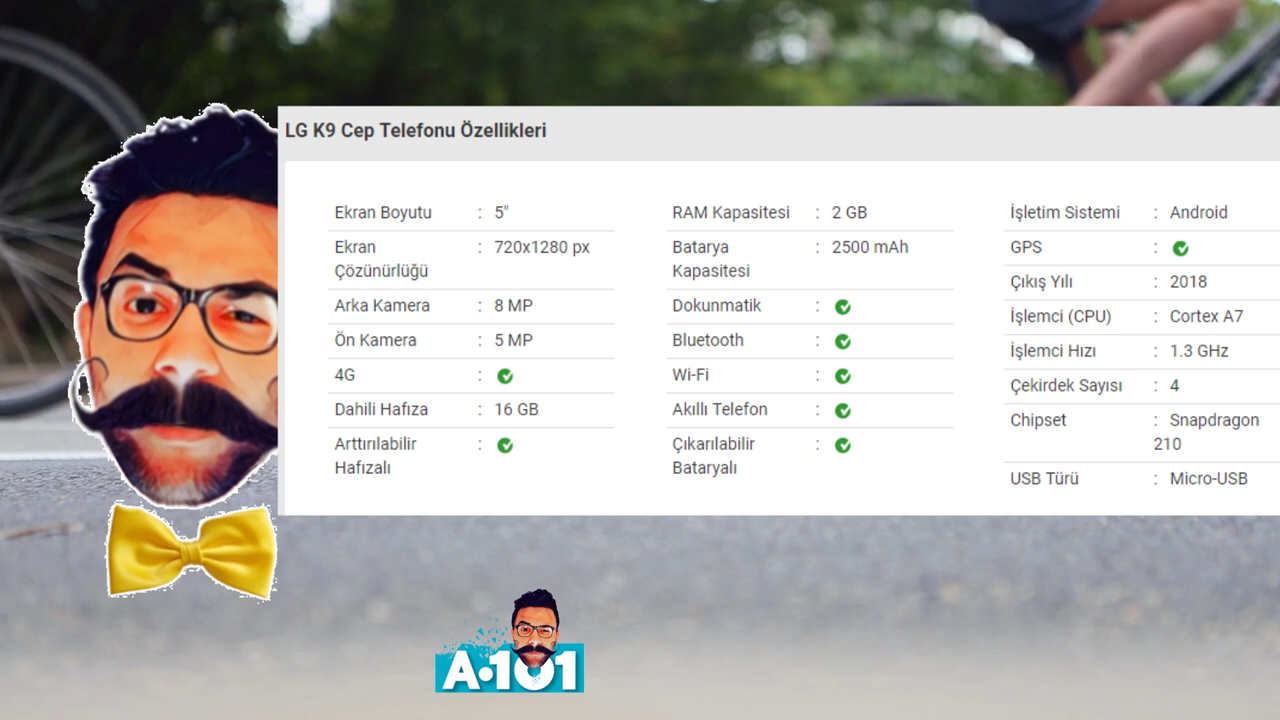 LG K9 Cep Telefonu Özellikleri
Ekran Boyutu : 5"
Ekran Çözünürlüğü : 720x1280 px
Arka Kamera : 8 MP
Ön Kamera : 5 MP
4G :
Dahili Hafıza : 16 GB
Arttırılabilir Hafızalı :
RAM Kapasitesi : 2 GB
Batarya Kapasitesi : 2500 mAh
Dokunmatik :
Bluetooth :
Wi-Fi :
Akıllı Telefon :
Çıkarılabilir Bataryalı :
İşletim Sistemi : Android
GPS :
Çıkış Yılı : 2018
İşlemci (CPU) : Cortex A7
İşlemci Hızı : 1.3 GHz
Çekirdek Sayısı : 4
Chipset : Snapdragon 210
USB Türü : Micro-USB
A·101